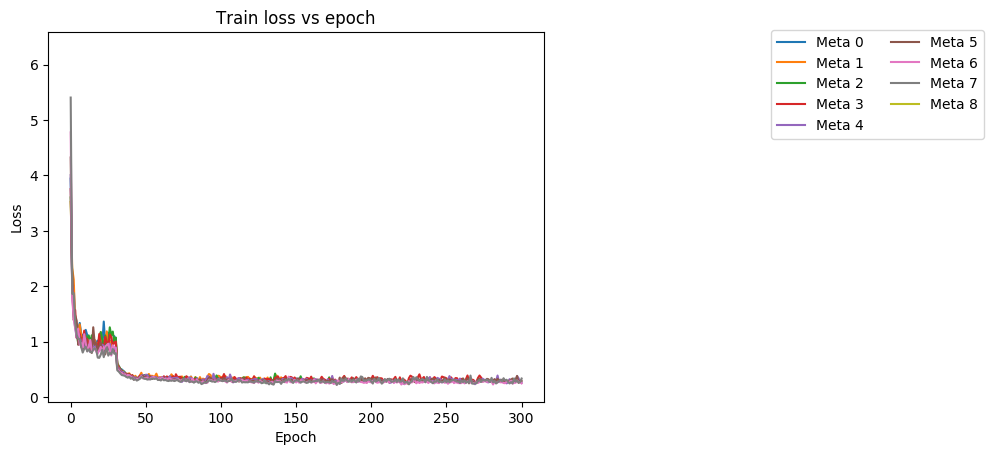 Train loss vs epoch
6
5
4
3
2
1
0
Loss
0 50 100 150 200 250 300
Epoch
Meta 0 Meta 5
Meta 1 Meta 6
Meta 2 Meta 7
Meta 3 Meta 8
Meta 4